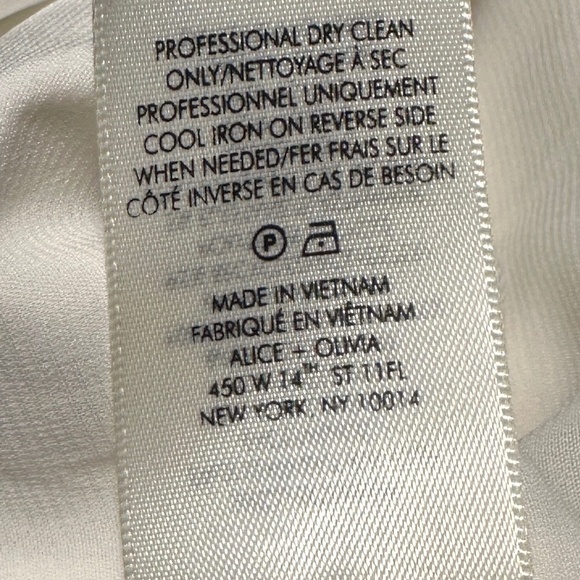 PROFESSIONAL DRY CLEAN
ONLY/NETTOYAGE À SEC
PROFESSIONNEL UNIQUEMENT
COOL IRON ON REVERSE SIDE
WHEN NEEDED/FER FRAIS SUR LE
CÔTÉ INVERSE EN CAS DE BESOIN
P
MADE IN VIETNAM
FABRIQUÉ EN VIÊTNAM
ALICE + OLIVIA
450 W 14TH ST 11FL
NEW YORK, NY 10014